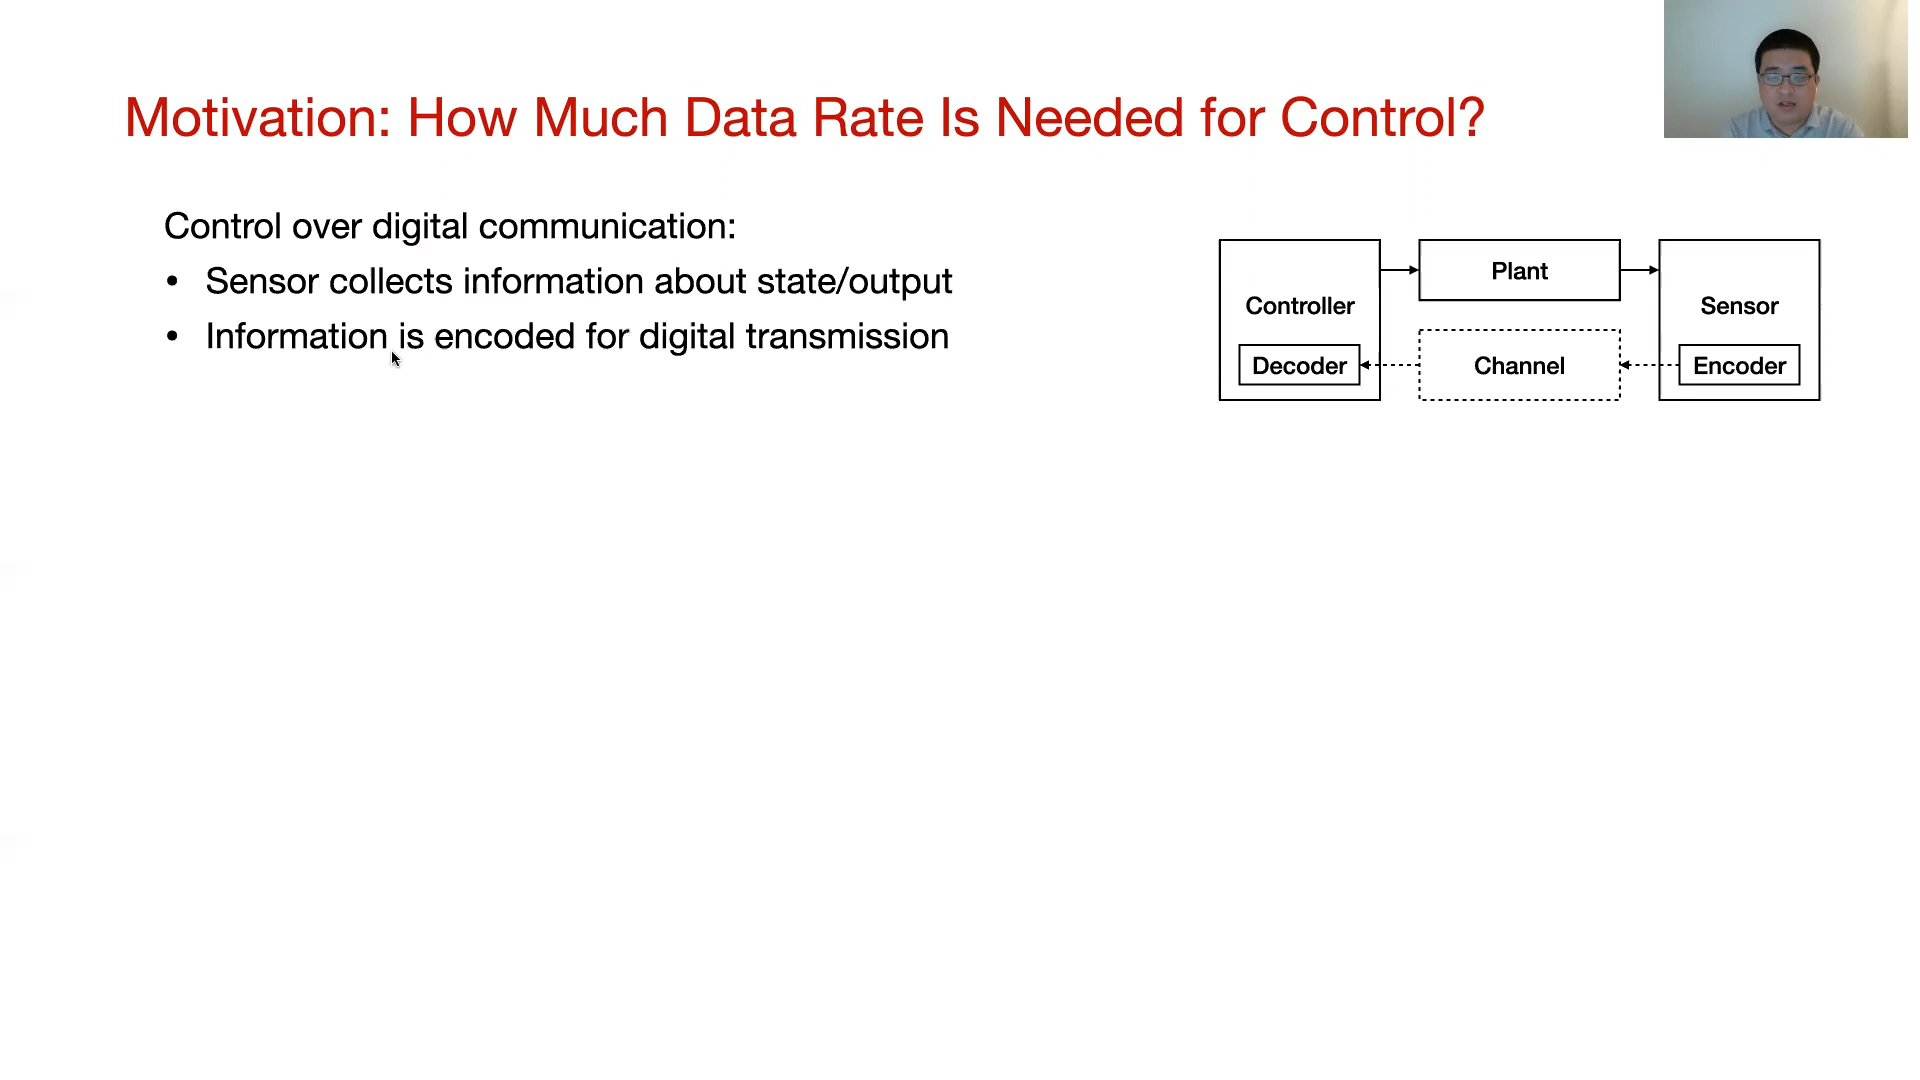 Motivation: How Much Data Rate Is Needed for Control?
Control over digital communication:
• Sensor collects information about state/output
• Information is encoded for digital transmission
Controller
Plant
Sensor
Decoder
Channel
Encoder